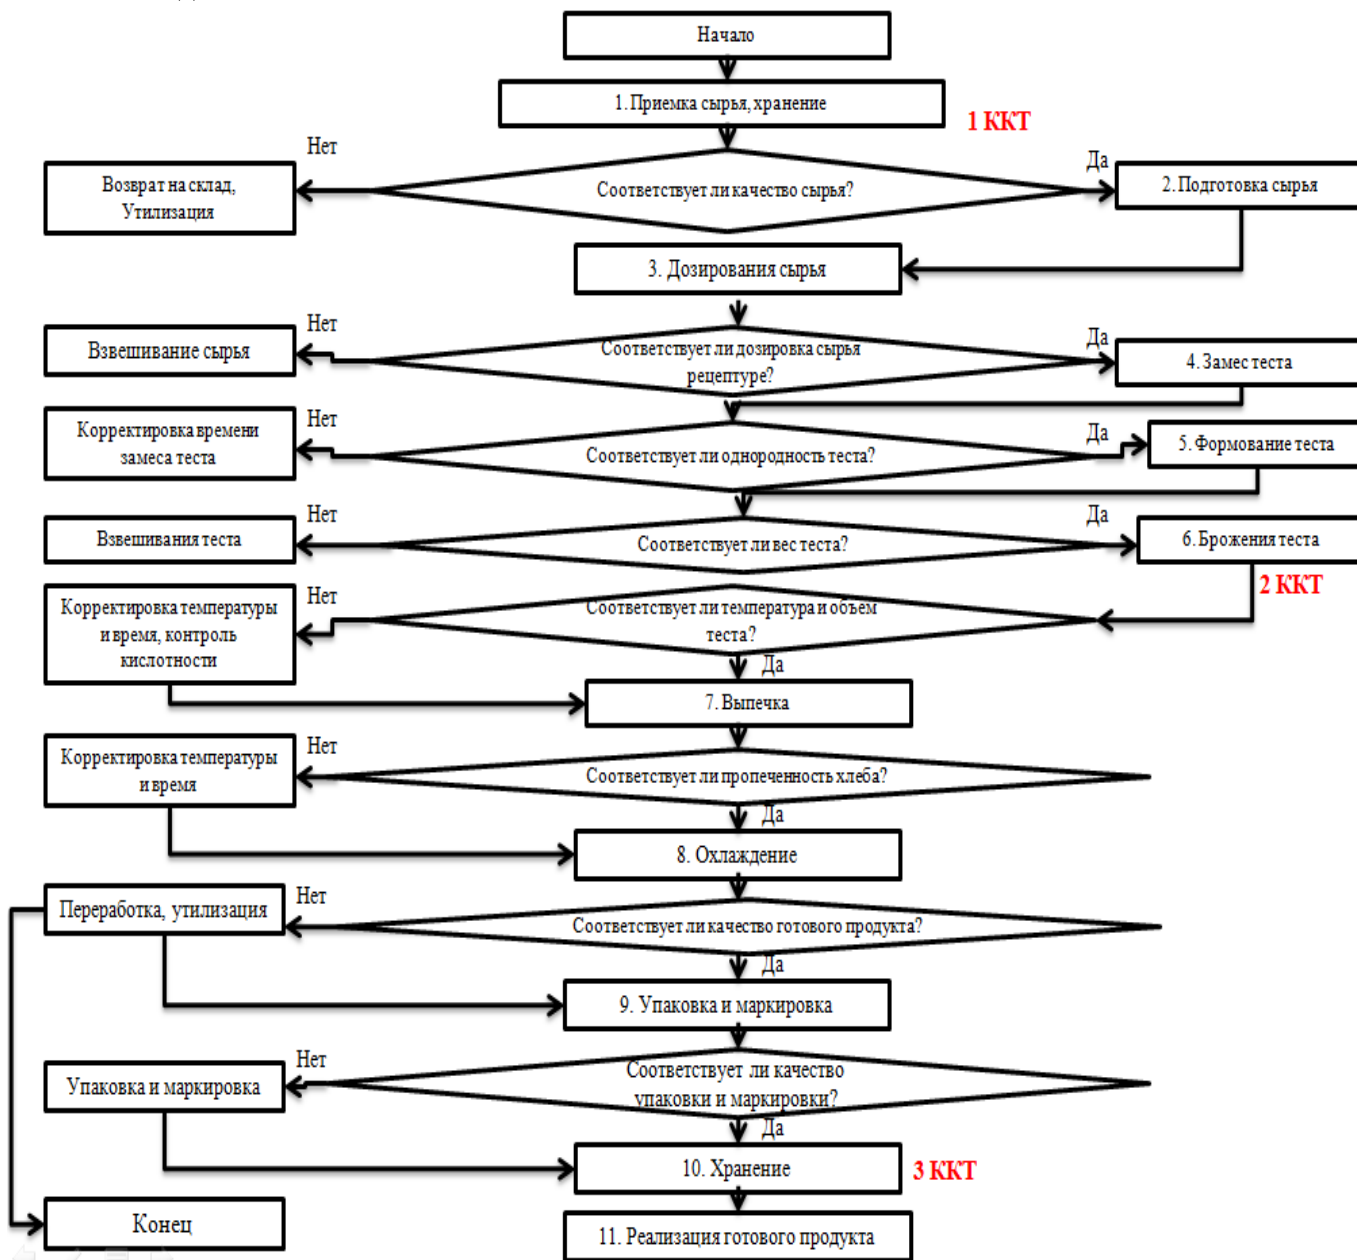 Начало
1. Приемка сырья, хранение
1 ККТ
Нет
Да
Возврат на склад,
Утилизация
Соответствует ли качество сырья?
2. Подготовка сырья
3. Дозирования сырья
Нет
Да
Взвешивание сырья
Соответствует ли дозировка сырья
рецептуре?
4. Замес теста
Нет
Да
Корректировка времени
замеса теста
Соответствует ли однородность теста?
5. Формование теста
Нет
Да
Взвешивания теста
Соответствует ли вес теста?
6. Брожения теста
2 ККТ
Нет
Корректировка температуры
и время, контроль
кислотности
Соответствует ли температура и объем
теста?
Да
7. Выпечка
Нет
Корректировка температуры
и время
Соответствует ли пропеченность хлеба?
Да
8. Охлаждение
Нет
Переработка, утилизация
Соответствует ли качество готового продукта?
Да
9. Упаковка и маркировка
Нет
Упаковка и маркировка
Соответствует ли качество
упаковки и маркировки?
Да
10. Хранение
3 ККТ
Конец
11. Реализация готового продукта